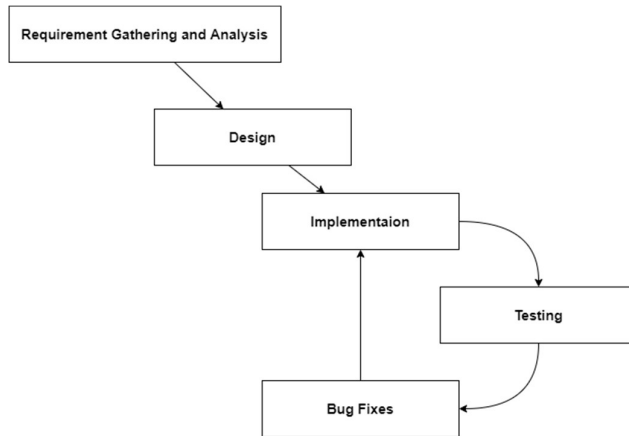 Requirement Gathering and Analysis
Design
Implementaion
Testing
Bug Fixes